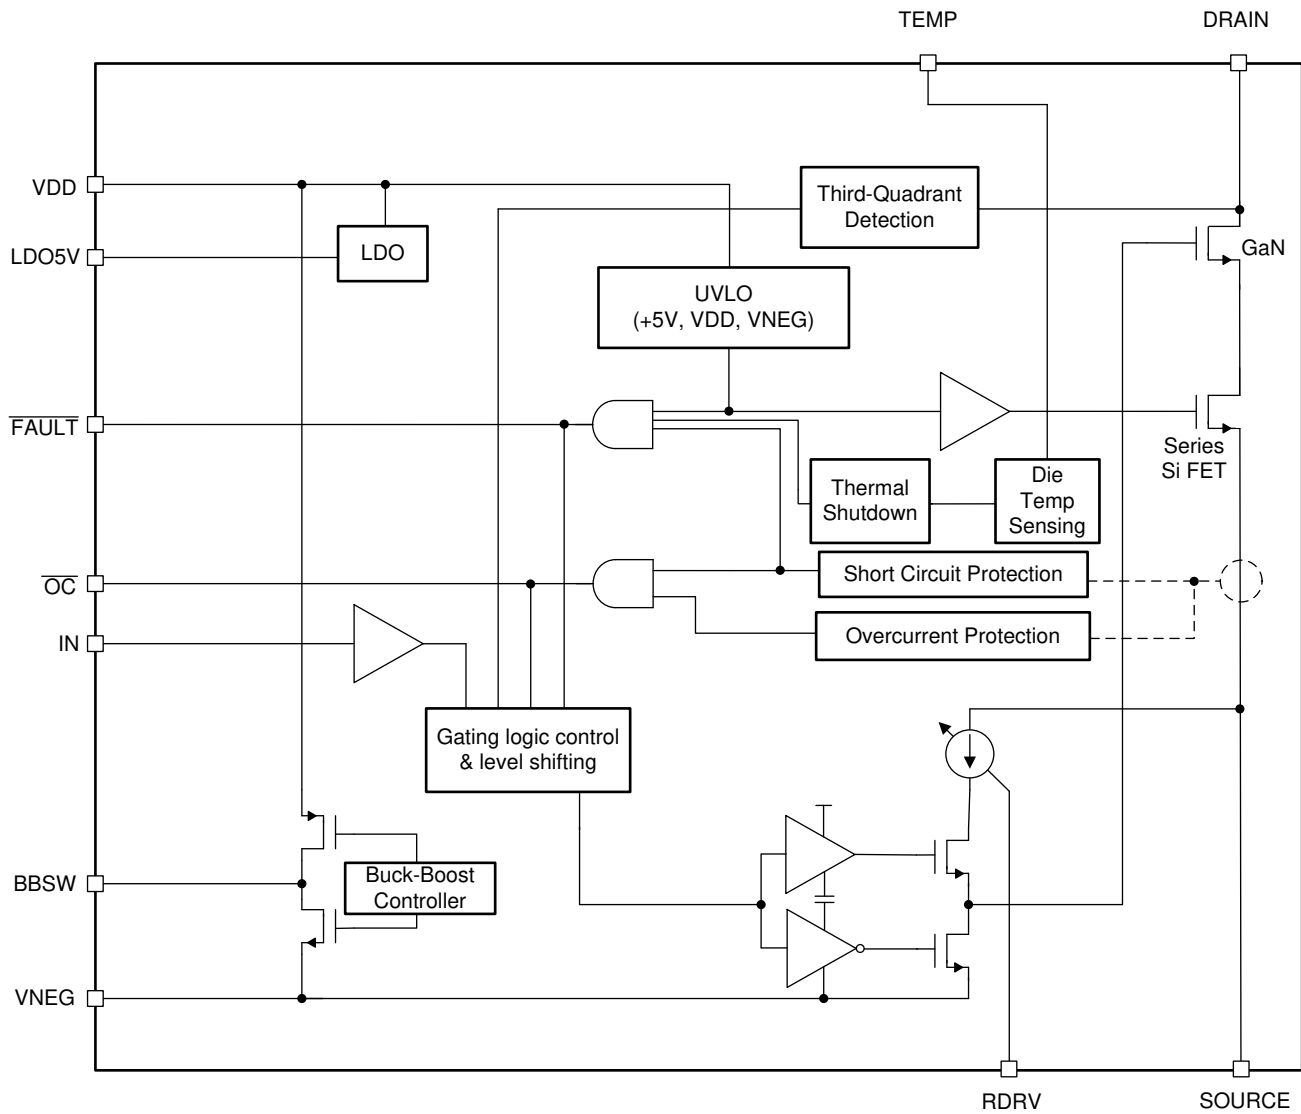 TEMP
DRAIN
VDD
Third-Quadrant
Detection
LDO5V
LDO
GaN
UVLO
(+5V, VDD, VNEG)
FAULT
Series
Si FET
Thermal
Shutdown
Die
Temp
Sensing
OC
Short Circuit Protection
IN
Overcurrent Protection
Gating logic control
& level shifting
BBSW
Buck-Boost
Controller
VNEG
RDRV
SOURCE